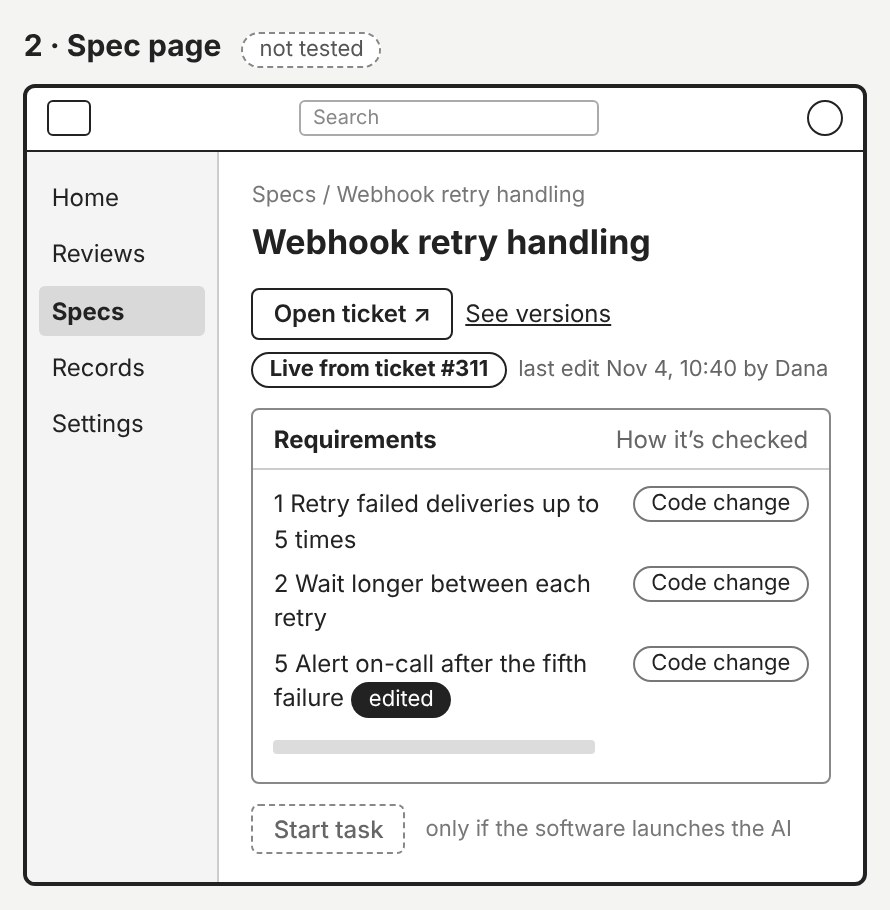 2 · Spec page not tested
Search
Home
Reviews
Specs
Records
Settings
Specs / Webhook retry handling
Webhook retry handling
Open ticket ↗ See versions
Live from ticket #311 last edit Nov 4, 10:40 by Dana
Requirements How it’s checked
1 Retry failed deliveries up to Code change
5 times
2 Wait longer between each Code change
retry
5 Alert on-call after the fifth Code change
failure edited
Start task only if the software launches the AI